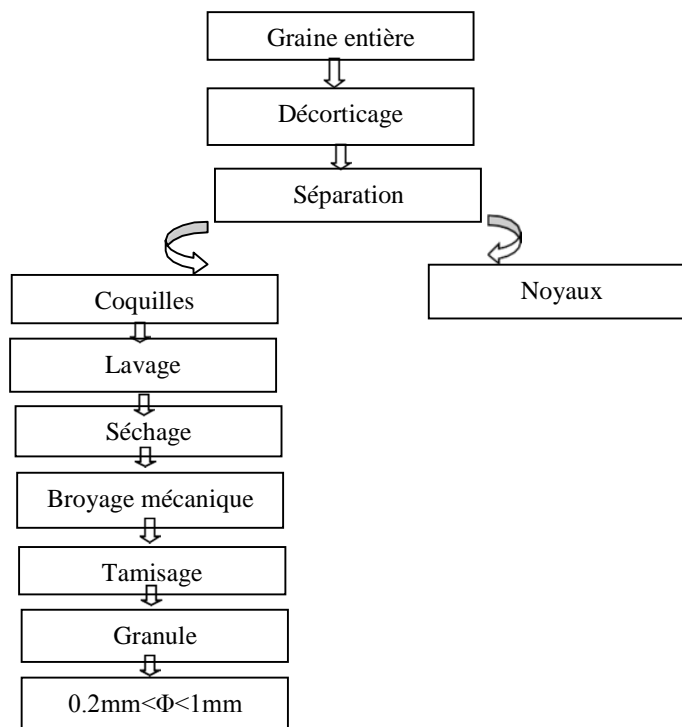 Graine entière
Décorticage
Séparation
Coquilles
Noyaux
Lavage
Séchage
Broyage mécanique
Tamisage
Granule
0.2mm<Φ<1mm